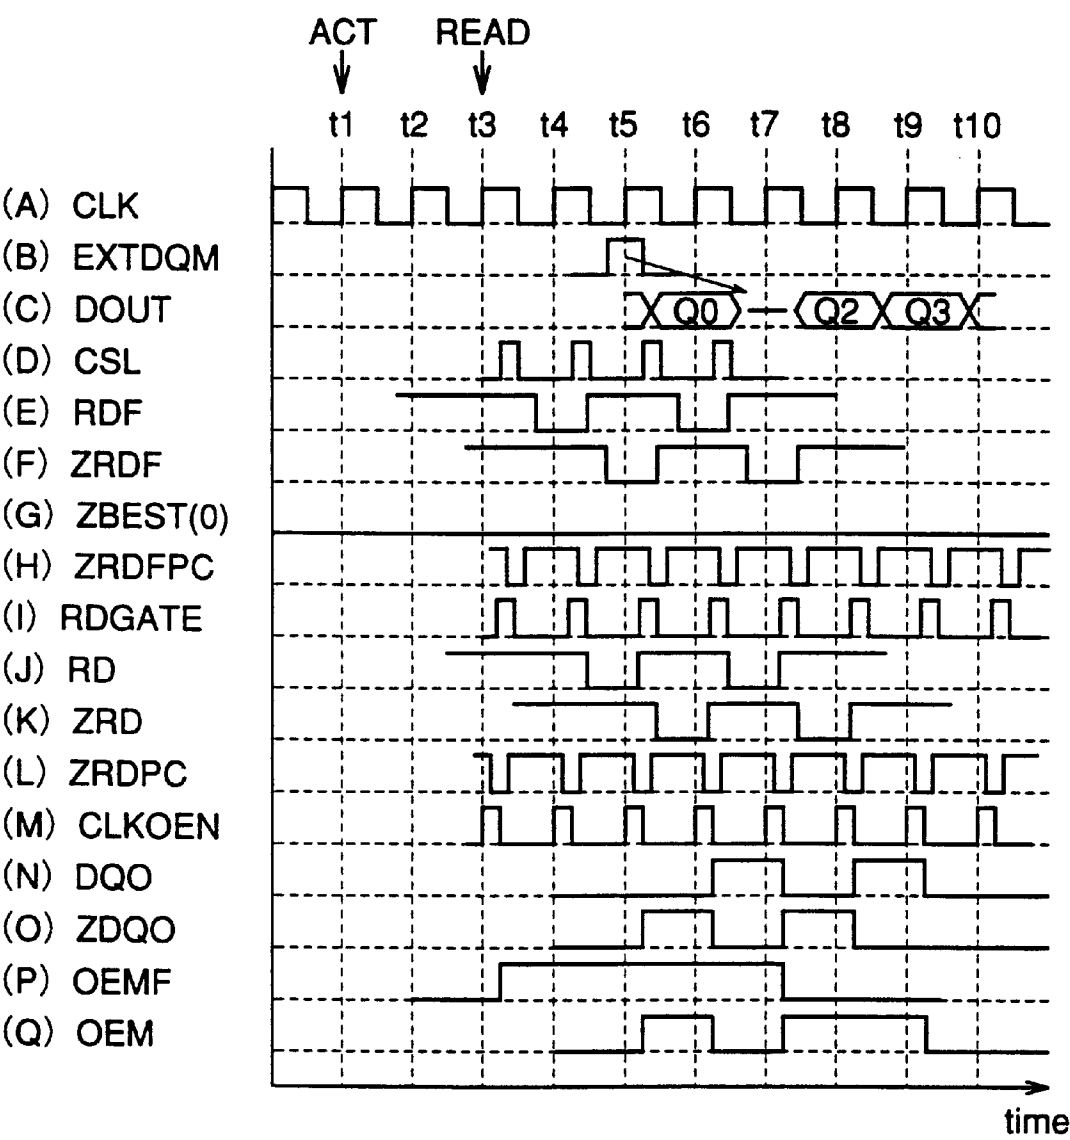 ACT READ
t1 t2 t3 t4 t5 t6 t7 t8 t9 t10
(A) CLK
(B) EXTDQM
(C) DOUT Q0 Q2 Q3
(D) CSL
(E) RDF
(F) ZRDF
(G) ZBEST(0)
(H) ZRDFPC
(I) RDGATE
(J) RD
(K) ZRD
(L) ZRDPC
(M) CLKOEN
(N) DQO
(O) ZDQO
(P) OEMF
(Q) OEM
time